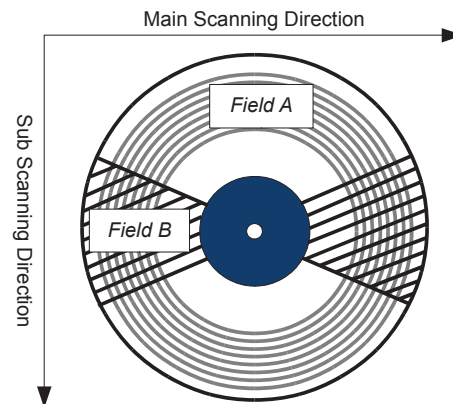 Main Scanning Direction
Sub Scanning Direction
Field A
Field B